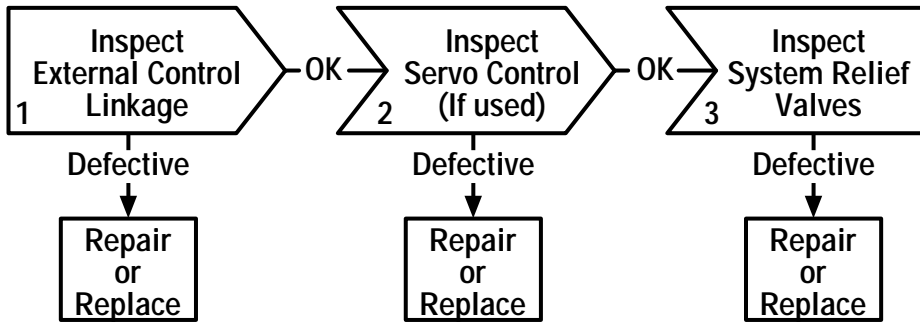 Inspect
External Control
Linkage
1
OK
Inspect
Servo Control
(If used)
2
OK
Inspect
System Relief
Valves
3
Defective
Defective
Defective
Repair
or
Replace
Repair
or
Replace
Repair
or
Replace